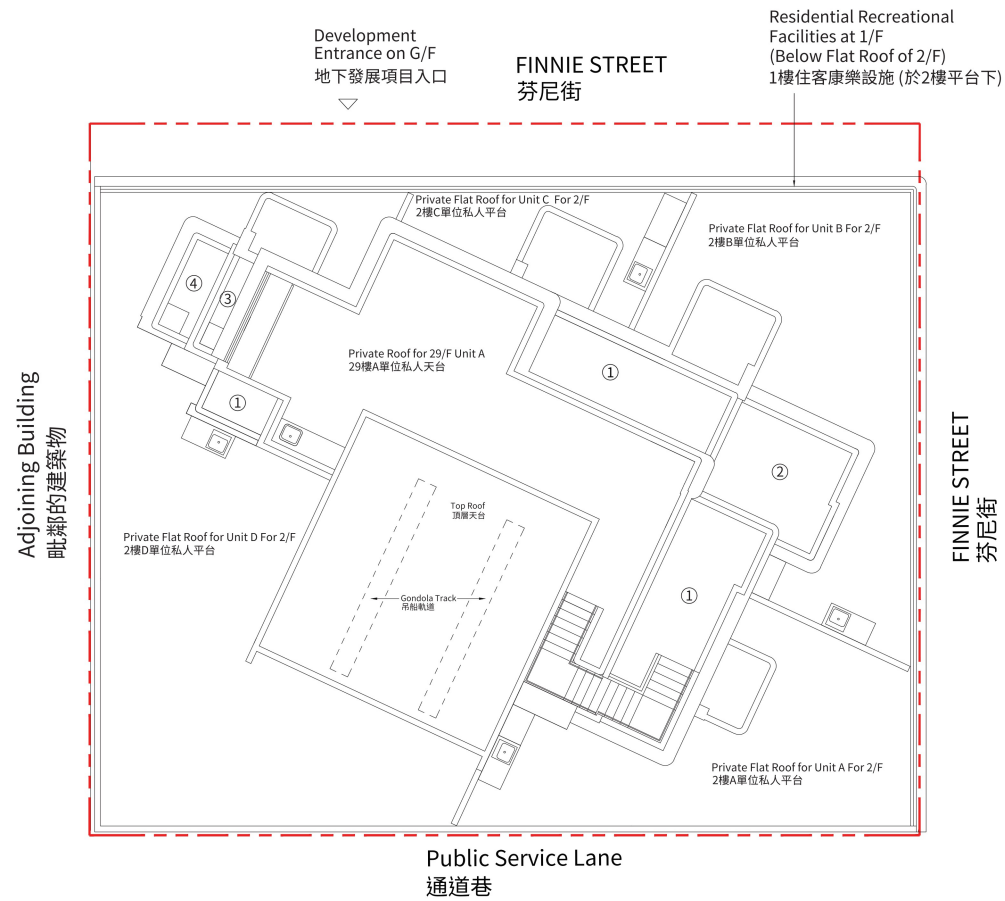 Development
Entrance on G/F
地下發展項目入口
FINNIE STREET
芬尼街
Residential Recreational
Facilities at 1/F
(Below Flat Roof of 2/F)
1樓住客康樂設施 (於2樓平台下)
Private Flat Roof for Unit C For 2/F
2樓C單位私人平台
Private Flat Roof for Unit B For 2/F
2樓B單位私人平台
④
③
Private Roof for 29/F Unit A
29樓A單位私人天台
①
①
②
Adjoining Building
毗鄰的建築物
FINNIE STREET
芬尼街
Top Roof
頂層天台
Private Flat Roof for Unit D For 2/F
2樓D單位私人平台
Gondola Track
吊船軌道
①
Private Flat Roof for Unit A For 2/F
2樓A單位私人平台
Public Service Lane
通道巷